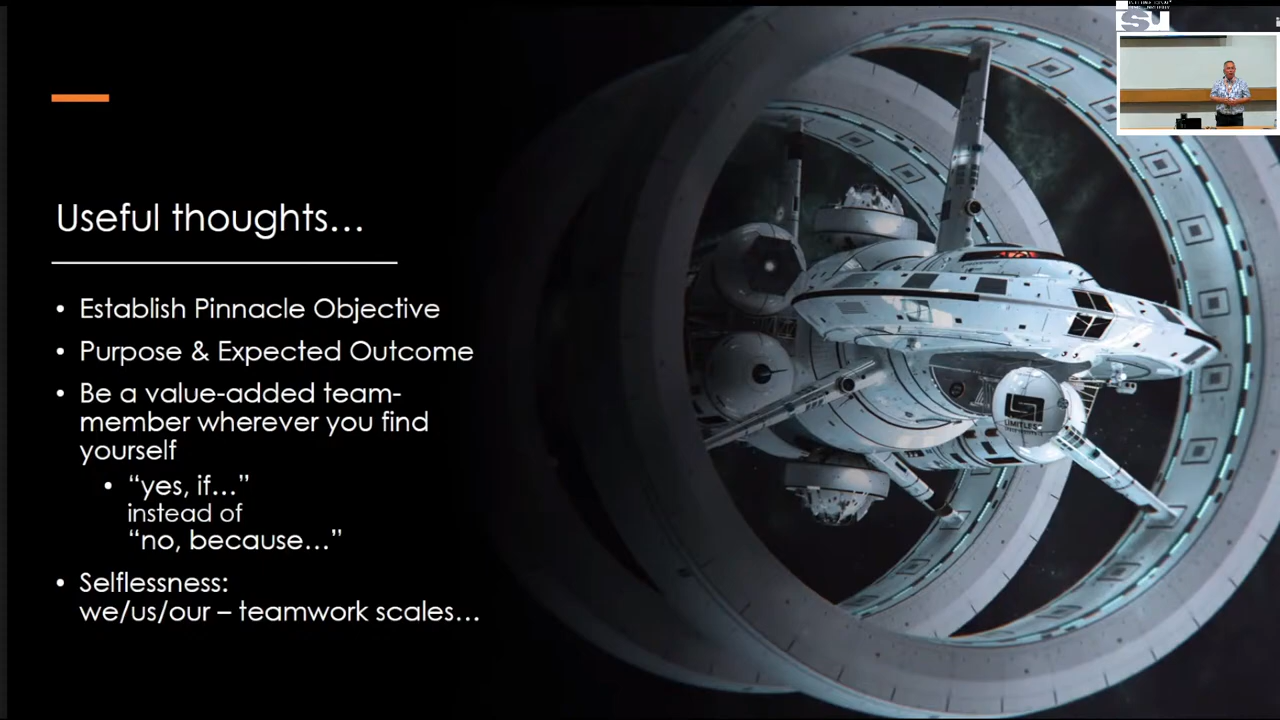 Useful thoughts...
• Establish Pinnacle Objective
• Purpose & Expected Outcome
• Be a value-added team-
member wherever you find
yourself
• “yes, if...”
instead of
“no, because...”
• Selflessness:
we/us/our – teamwork scales...
LIMITLESS